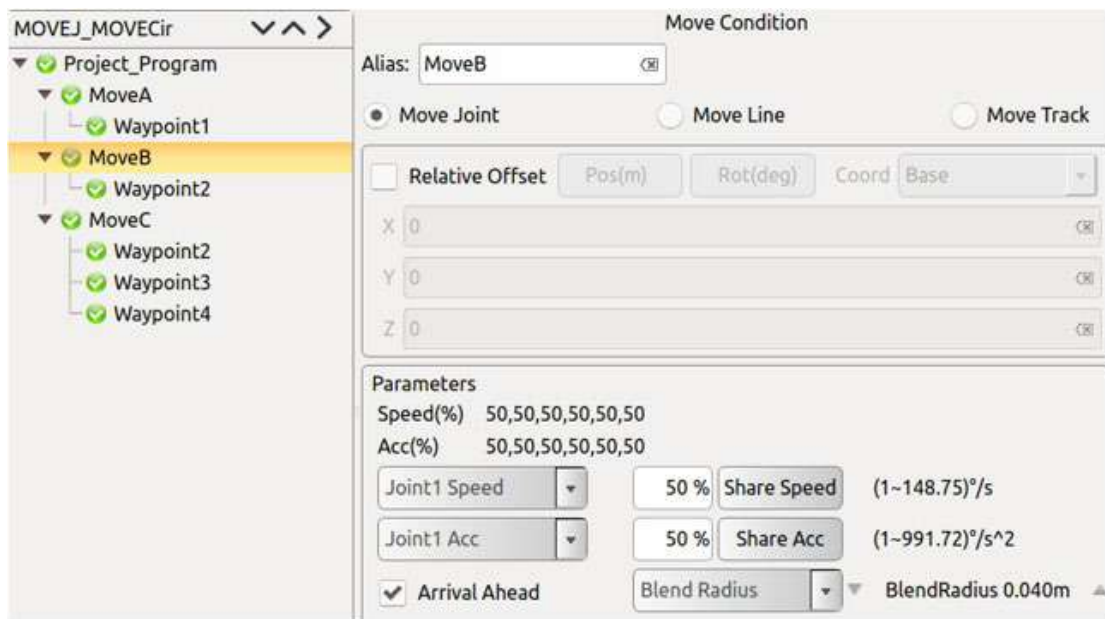 MOVEJ_MOVECir
Project_Program
MoveA
Waypoint1
MoveB
Waypoint2
MoveC
Waypoint2
Waypoint3
Waypoint4
Move Condition
Alias: MoveB
Move Joint Move Line Move Track
Relative Offset Pos(m) Rot(deg) Coord Base
X 0
Y 0
Z 0
Parameters
Speed(%) 50,50,50,50,50,50
Acc(%) 50,50,50,50,50,50
Joint1 Speed 50 % Share Speed (1~148.75)°/s
Joint1 Acc 50 % Share Acc (1~991.72)°/s^2
Arrival Ahead Blend Radius BlendRadius 0.040m